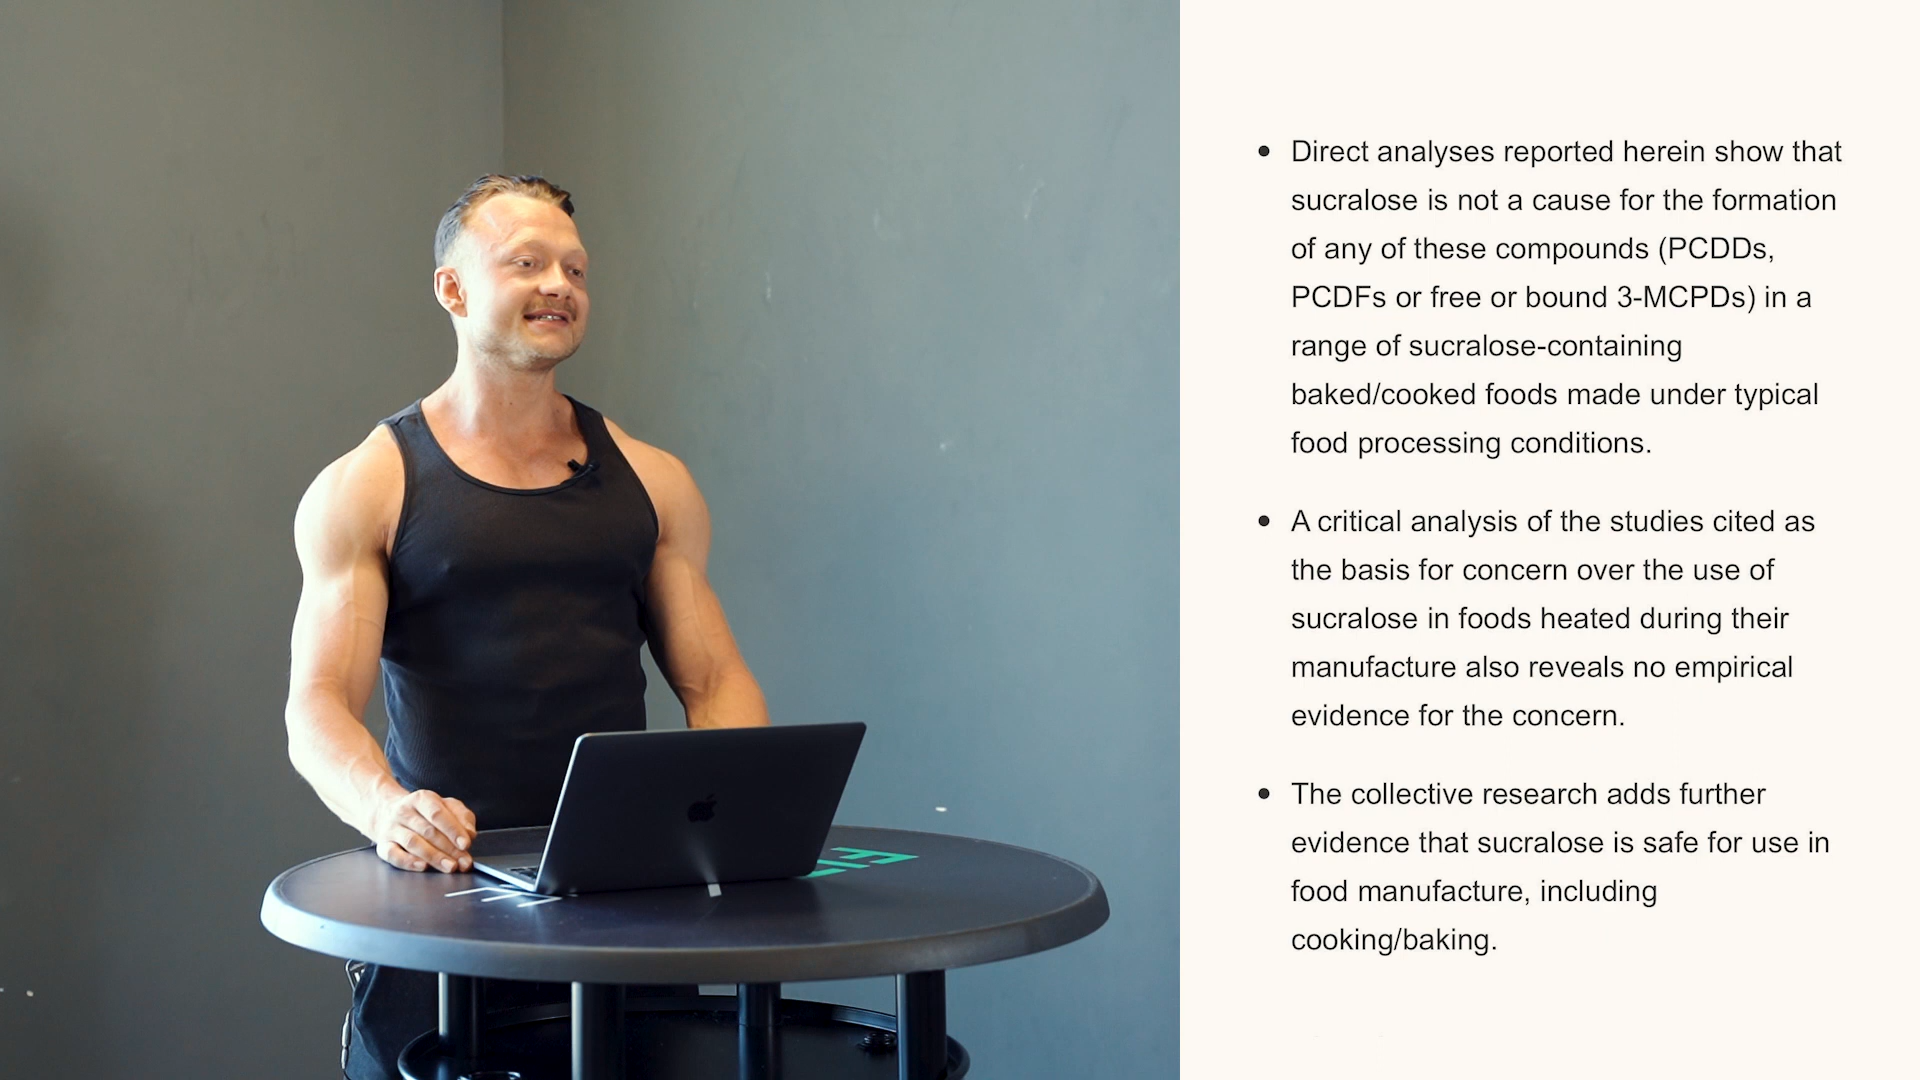 Direct analyses reported herein show that
sucralose is not a cause for the formation
of any of these compounds (PCDDs,
PCDFs or free or bound 3-MCPDs) in a
range of sucralose-containing
baked/cooked foods made under typical
food processing conditions.
A critical analysis of the studies cited as
the basis for concern over the use of
sucralose in foods heated during their
manufacture also reveals no empirical
evidence for the concern.
The collective research adds further
evidence that sucralose is safe for use in
food manufacture, including
cooking/baking.